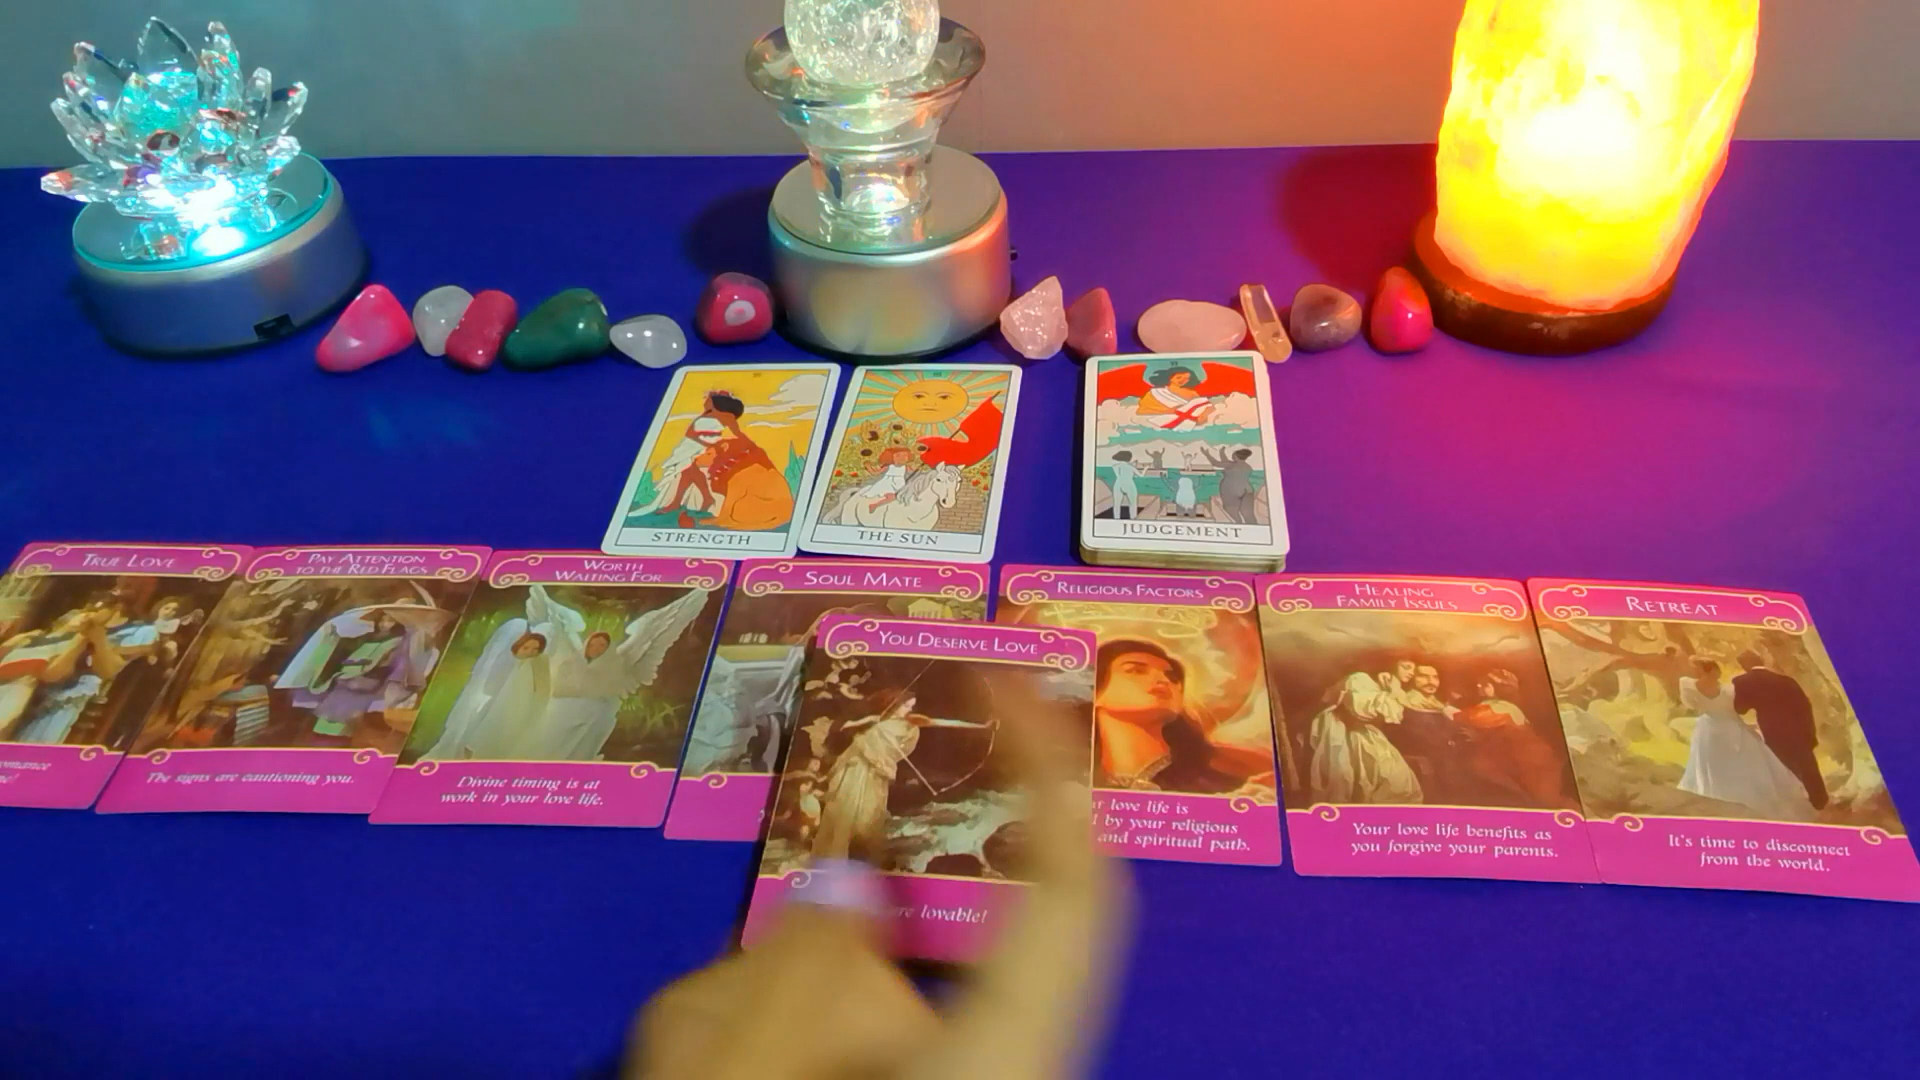 STRENGTH
THE SUN
JUDGEMENT
TRUE LOVE
PAY ATTENTION
TO THE RED FLAGS
The signs are cautioning you.
WORTH
WAITING FOR
Divine timing is at
work in your love life.
SOUL MATE
YOU DESERVE LOVE
lovable!
RELIGIOUS FACTORS
love life is
by your religious
and spiritual path.
HEALING
FAMILY ISSUES
Your love life benefits as
you forgive your parents.
RETREAT
It's time to disconnect
from the world.